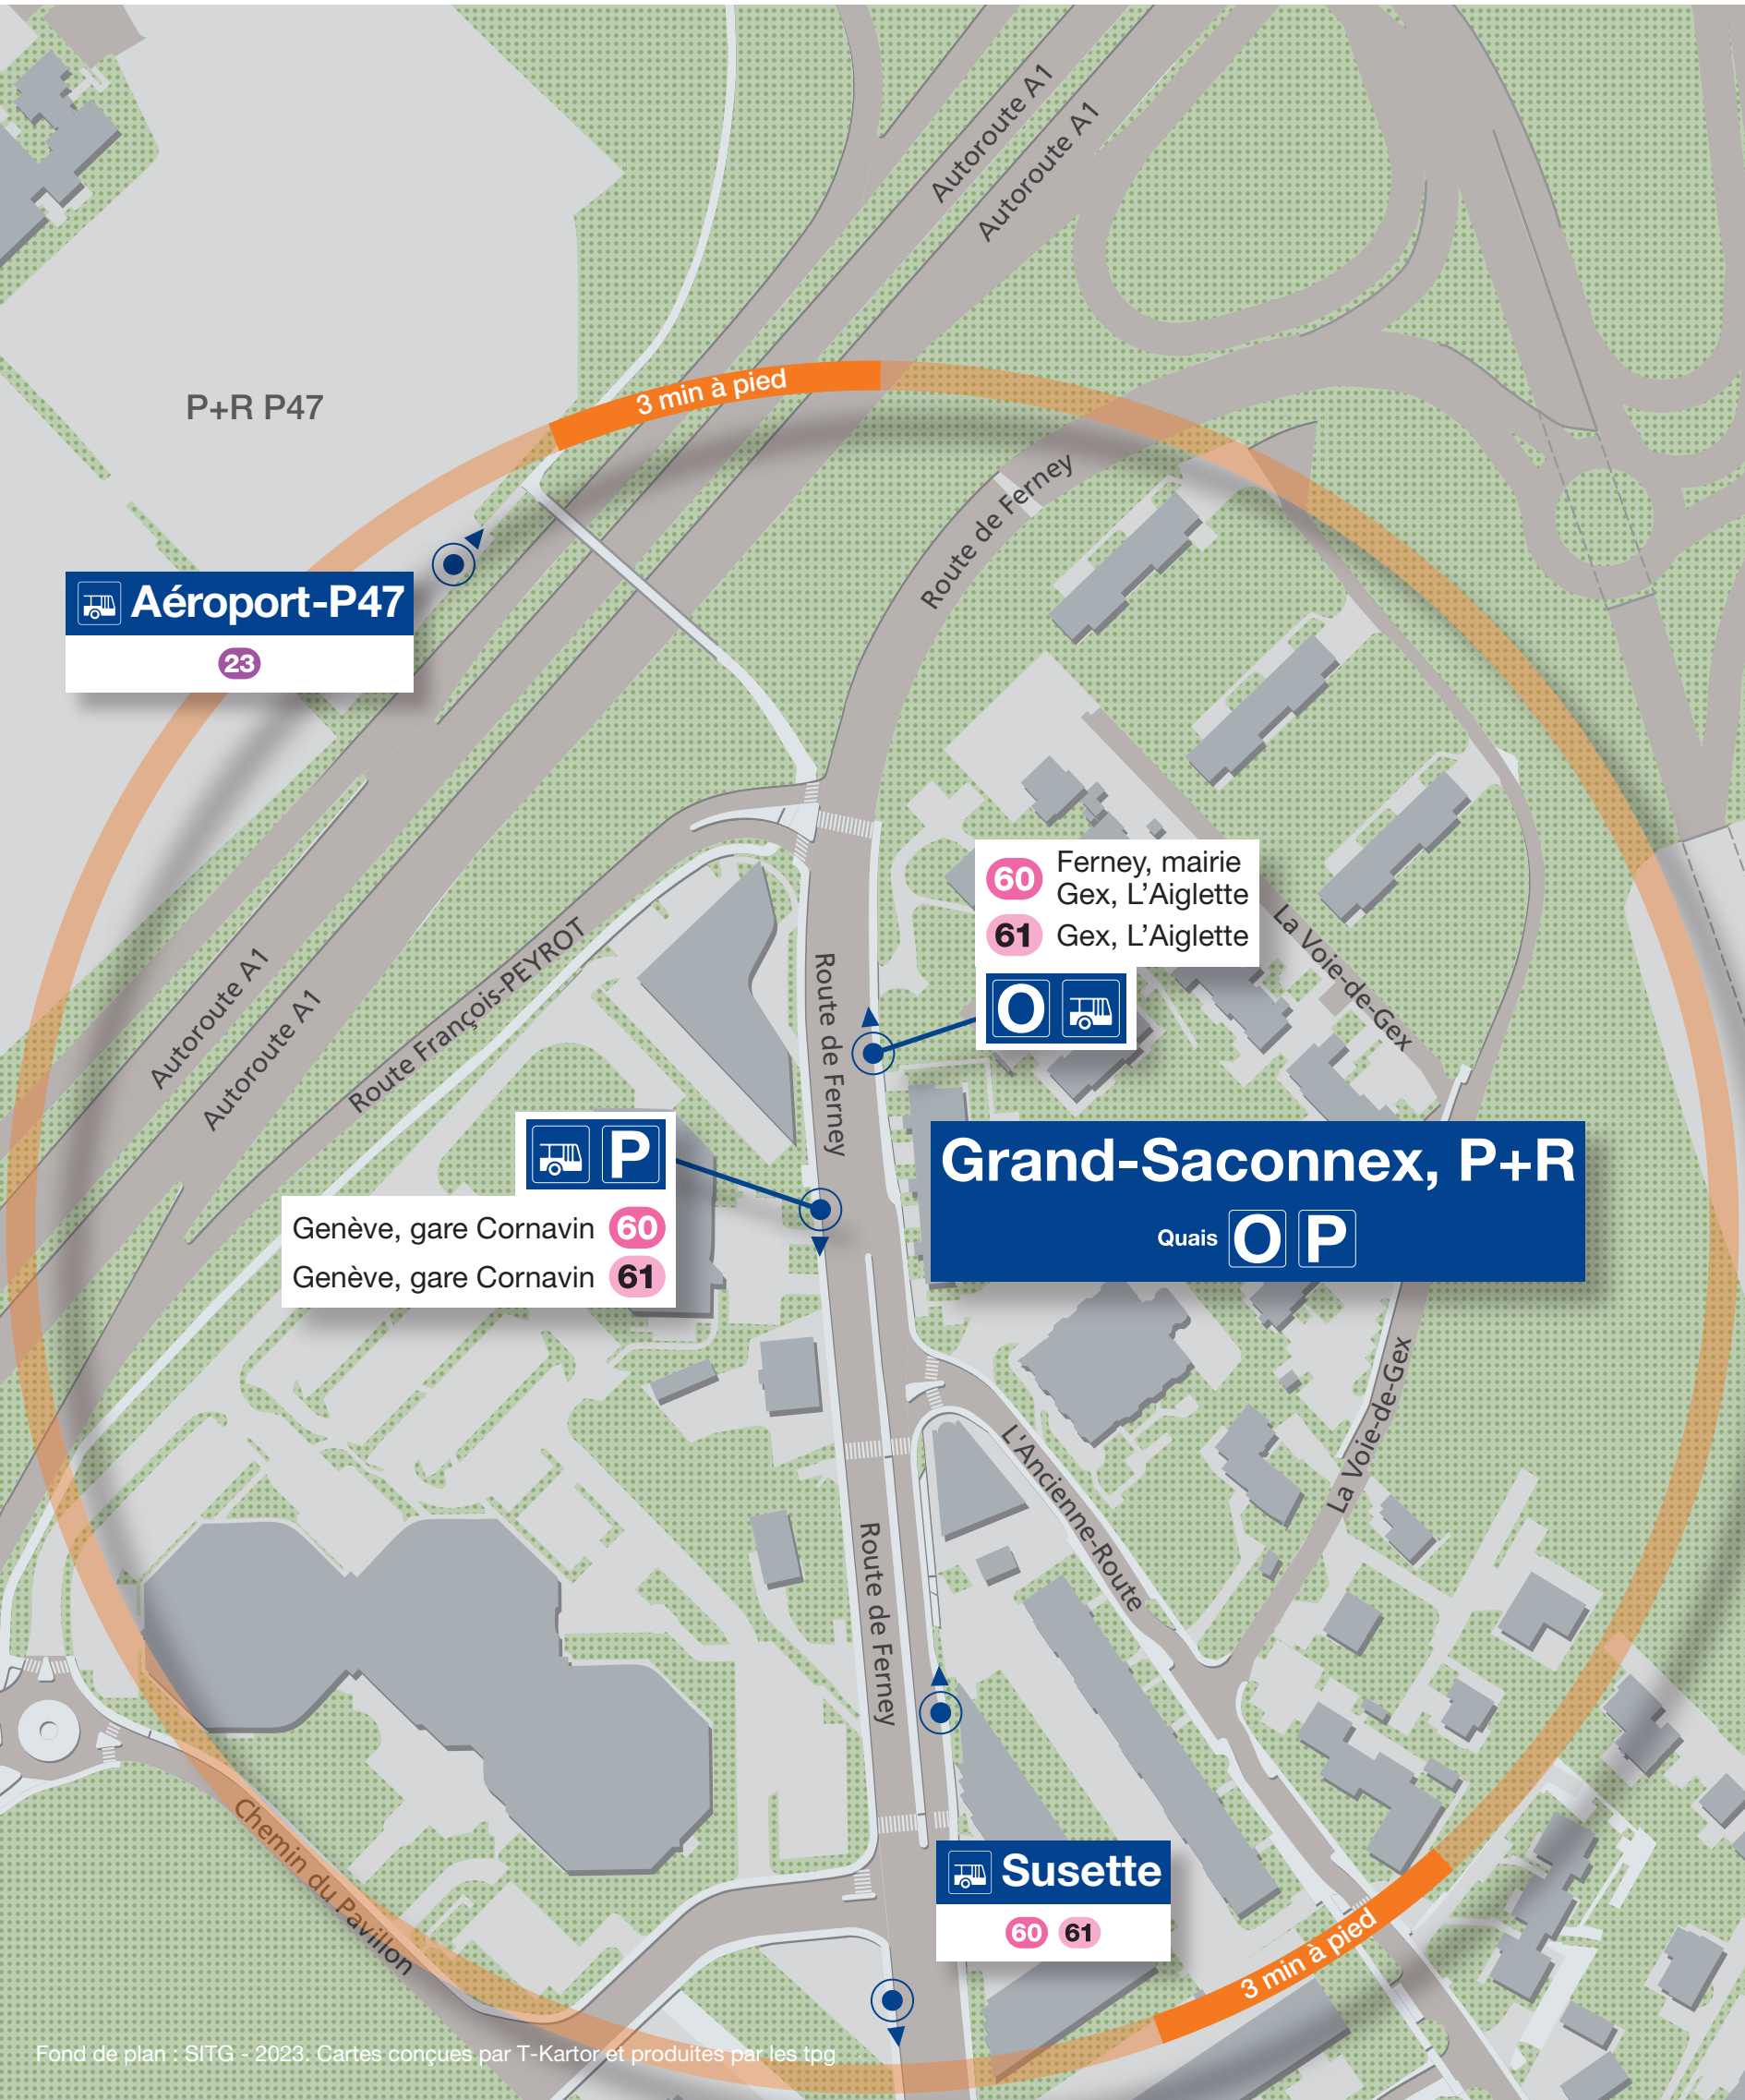 Autoroute A1
Autoroute A1
3 min à pied
P+R P47
Route de Ferney
Aéroport-P47
23
60 Ferney, mairie
Gex, L'Aiglette
61 Gex, L'Aiglette
O
La Voie-de-Gex
Route François-PEYROT
Autoroute A1
Autoroute A1
Route de Ferney
P
Genève, gare Cornavin 60
Genève, gare Cornavin 61
Grand-Saconnex, P+R
Quais O P
La Voie-de-Gex
L'Ancienne-Route
Route de Ferney
Chemin du Pavillon
Susette
60 61
3 min à pied
Fond de plan : SITG - 2023. Cartes conçues par T-Kartor et produites par les tpg